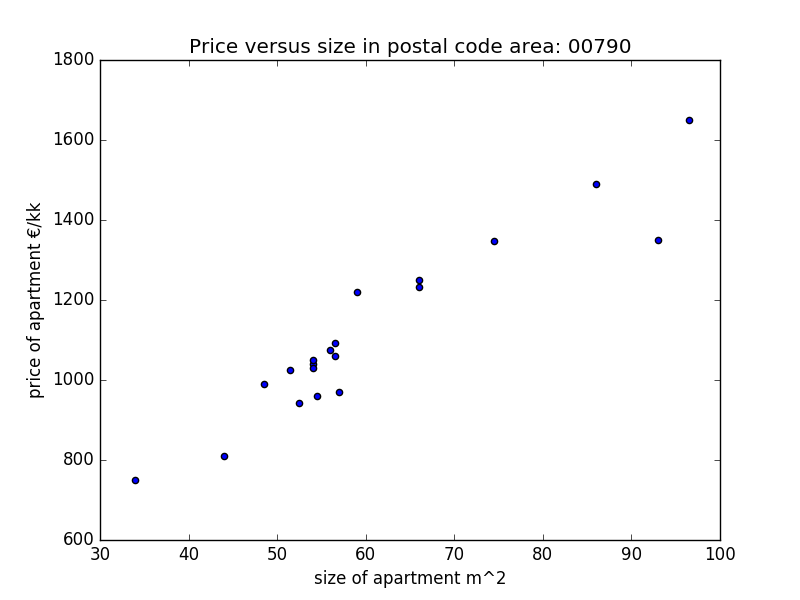 Price versus size in postal code area: 00790
1800
1600
1400
1200
1000
800
600
price of apartment €/kk
30 40 50 60 70 80 90 100
size of apartment m^2